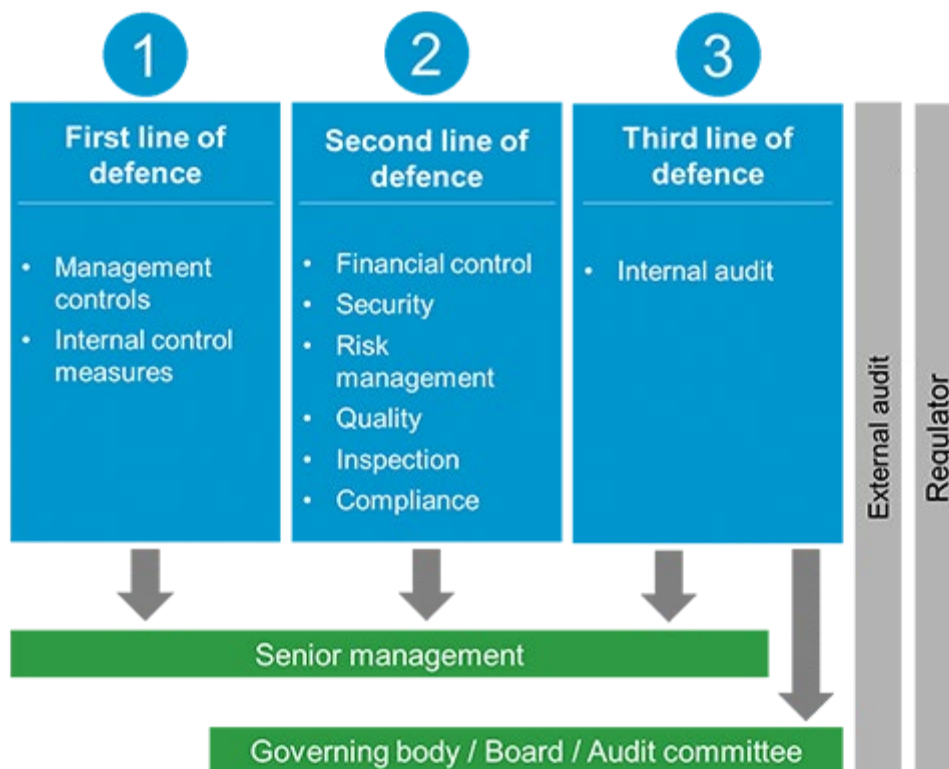 1
2
3
First line of
defence
• Management
controls
• Internal control
measures
Second line of
defence
• Financial control
• Security
• Risk
management
• Quality
• Inspection
• Compliance
Third line of
defence
• Internal audit
External audit
Regulator
Senior management
Governing body / Board / Audit committee